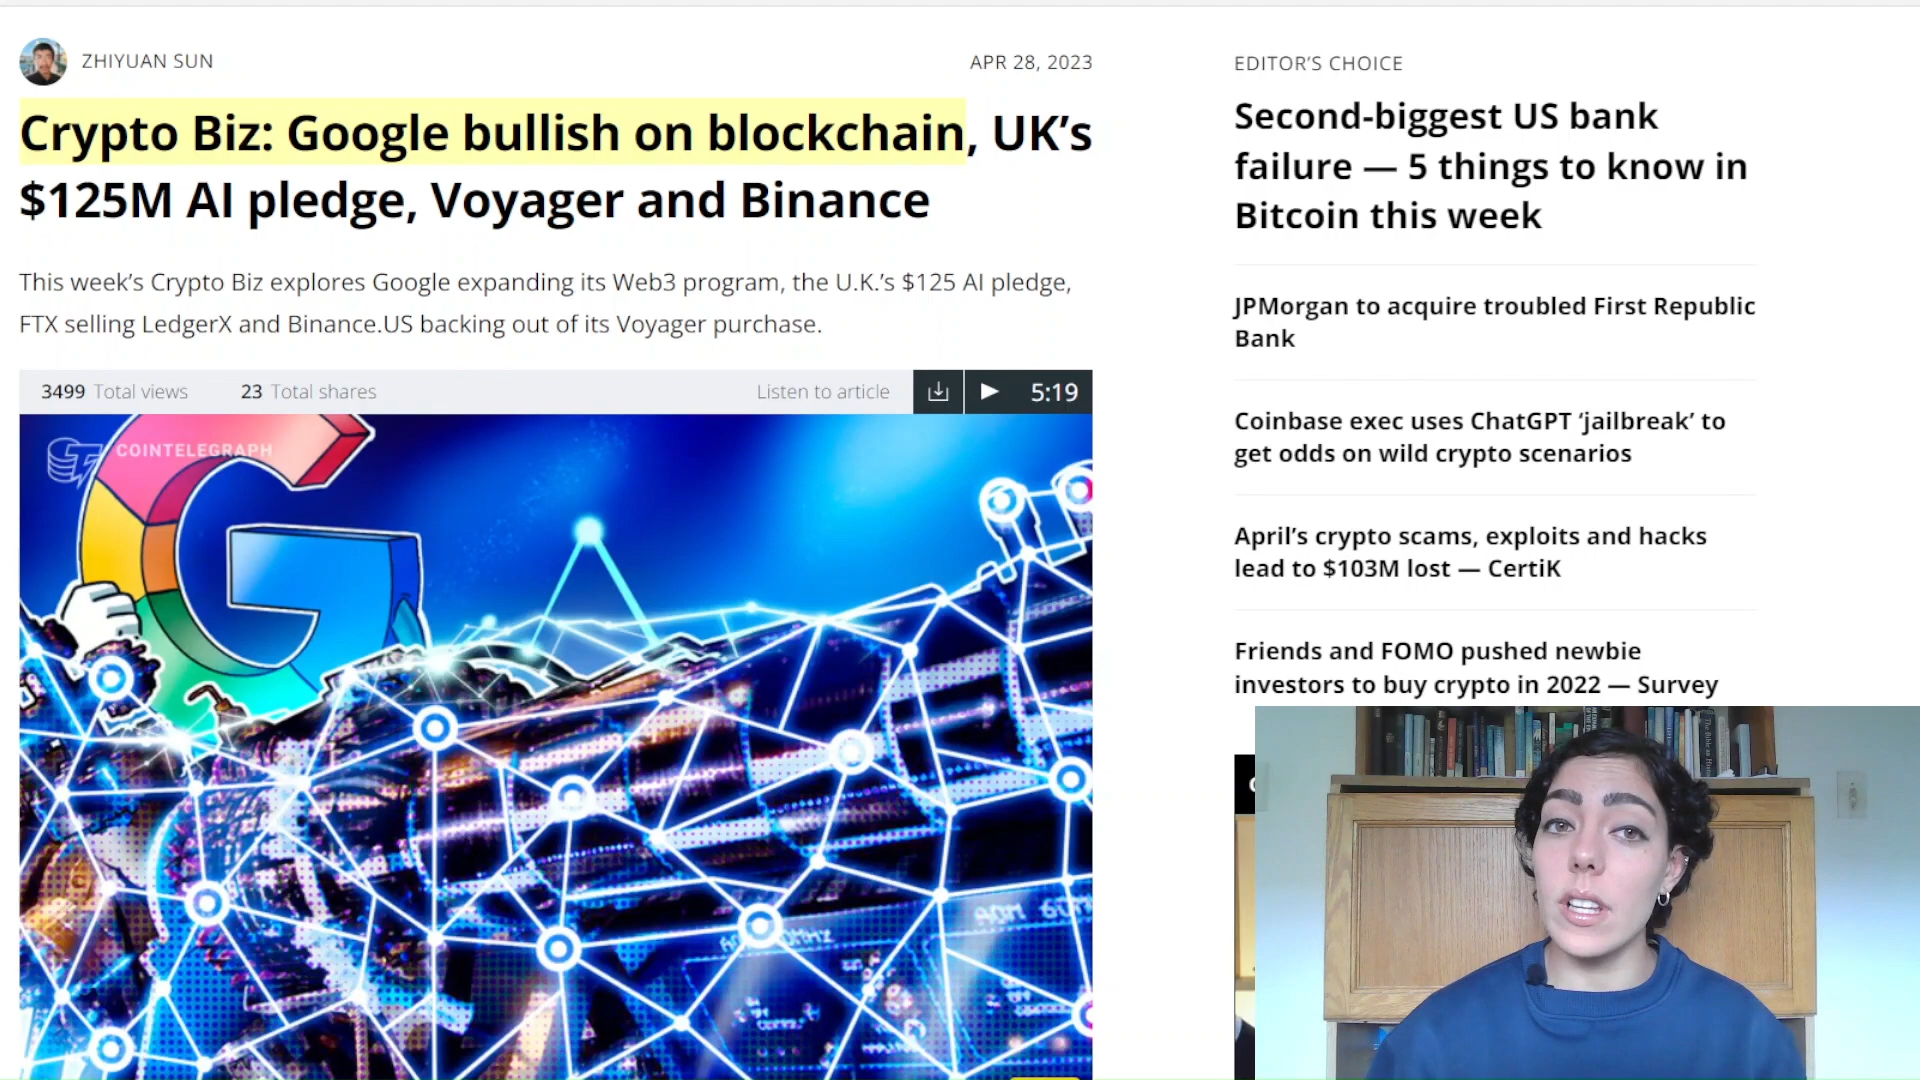 ZHIYUAN SUN
APR 28, 2023
Crypto Biz: Google bullish on blockchain, UK’s
$125M AI pledge, Voyager and Binance
This week’s Crypto Biz explores Google expanding its Web3 program, the U.K.’s $125 AI pledge,
FTX selling LedgerX and Binance.US backing out of its Voyager purchase.
3499 Total views 23 Total shares Listen to article 5:19
COINTELEGRAPH
EDITOR’S CHOICE
Second-biggest US bank
failure — 5 things to know in
Bitcoin this week
JPMorgan to acquire troubled First Republic
Bank
Coinbase exec uses ChatGPT ‘jailbreak’ to
get odds on wild crypto scenarios
April’s crypto scams, exploits and hacks
lead to $103M lost — CertiK
Friends and FOMO pushed newbie
investors to buy crypto in 2022 — Survey